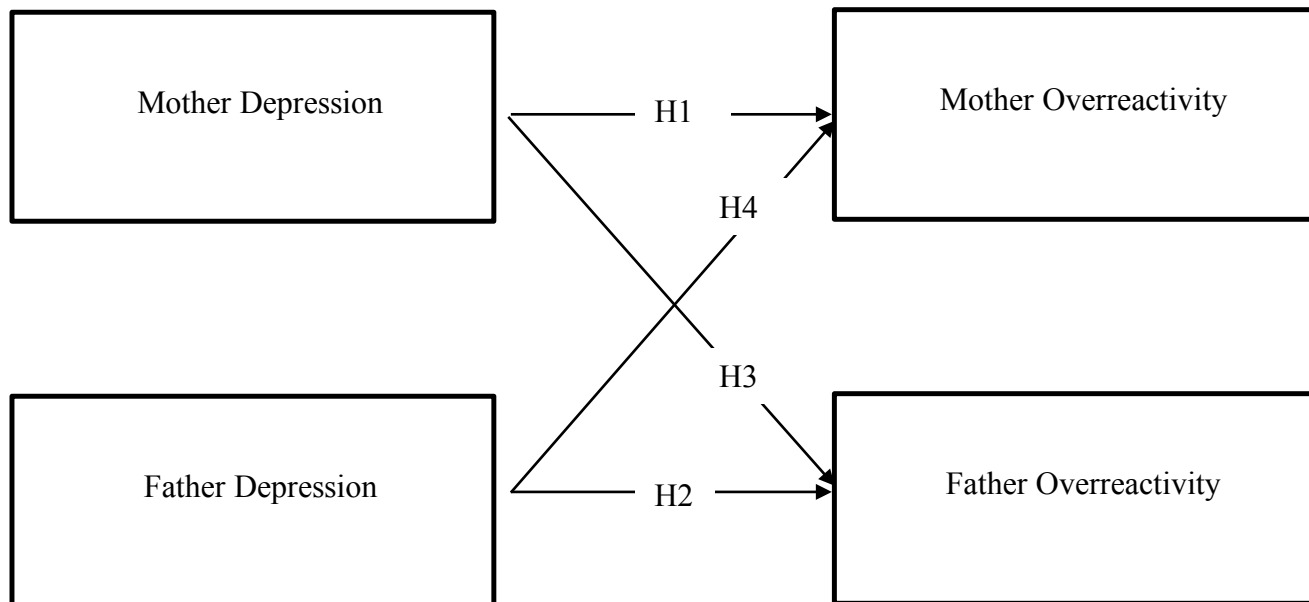 Mother Depression
H1
Mother Overreactivity
H4
H3
Father Depression
H2
Father Overreactivity